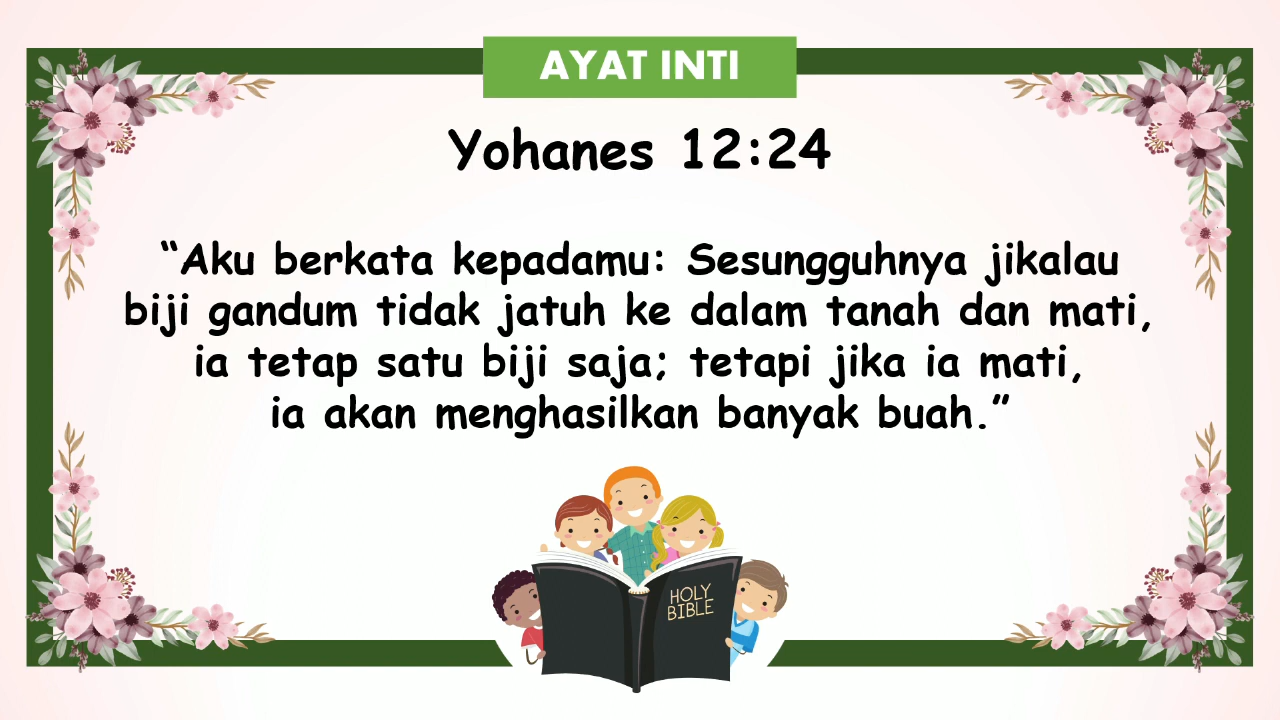 AYAT INTI
Yohanes 12:24
“Aku berkata kepadamu: Sesungguhnya jikalau
biji gandum tidak jatuh ke dalam tanah dan mati,
ia tetap satu biji saja; tetapi jika ia mati,
ia akan menghasilkan banyak buah.”
HOLY
BIBLE